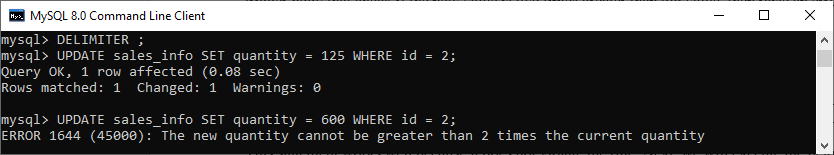 MySQL 8.0 Command Line Client
mysql> DELIMITER ;
mysql> UPDATE sales_info SET quantity = 125 WHERE id = 2;
Query OK, 1 row affected (0.08 sec)
Rows matched: 1  Changed: 1  Warnings: 0

mysql> UPDATE sales_info SET quantity = 600 WHERE id = 2;
ERROR 1644 (45000): The new quantity cannot be greater than 2 times the current quantity